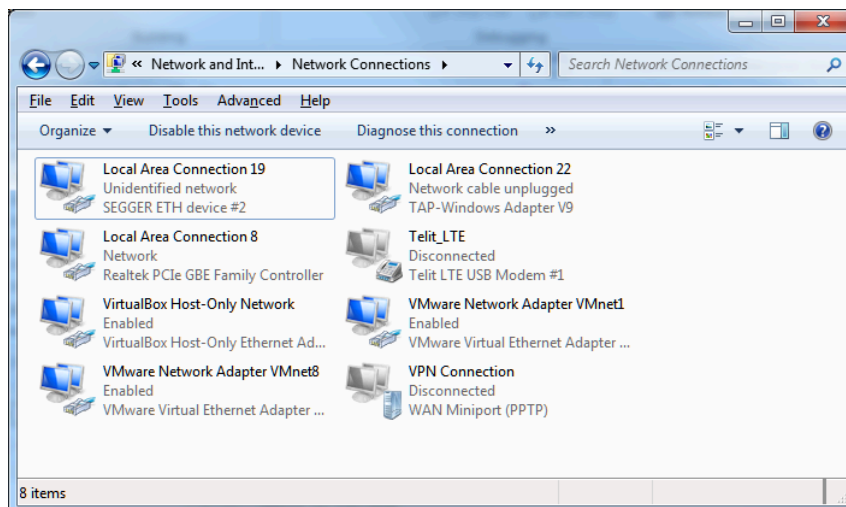 « Network and Int... ▸ Network Connections ▸
Search Network Connections
File Edit View Tools Advanced Help
Organize Disable this network device Diagnose this connection »
Local Area Connection 19
Unidentified network
SEGGER ETH device #2
Local Area Connection 22
Network cable unplugged
TAP-Windows Adapter V9
Local Area Connection 8
Network
Realtek PCIe GBE Family Controller
Telit_LTE
Disconnected
Telit LTE USB Modem #1
VirtualBox Host-Only Network
Enabled
VirtualBox Host-Only Ethernet Ad...
VMware Network Adapter VMnet1
Enabled
VMware Virtual Ethernet Adapter ...
VMware Network Adapter VMnet8
Enabled
VMware Virtual Ethernet Adapter ...
VPN Connection
Disconnected
WAN Miniport (PPTP)
8 items